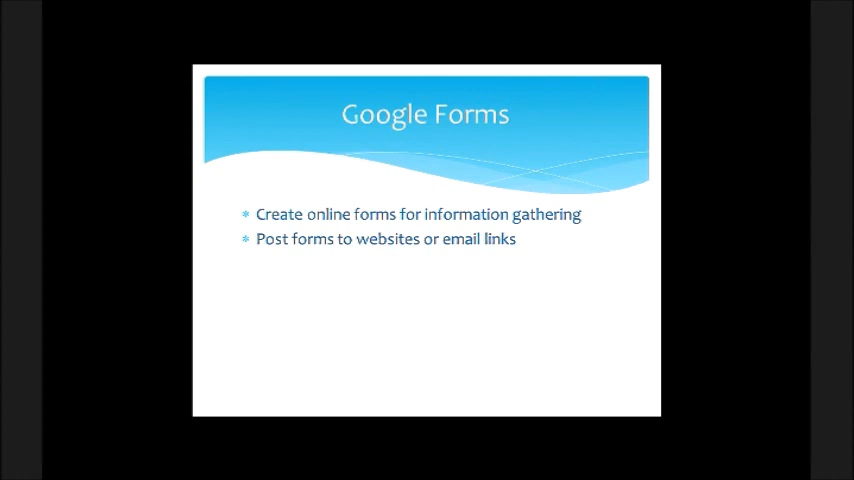 Google Forms
Create online forms for information gathering
Post forms to websites or email links